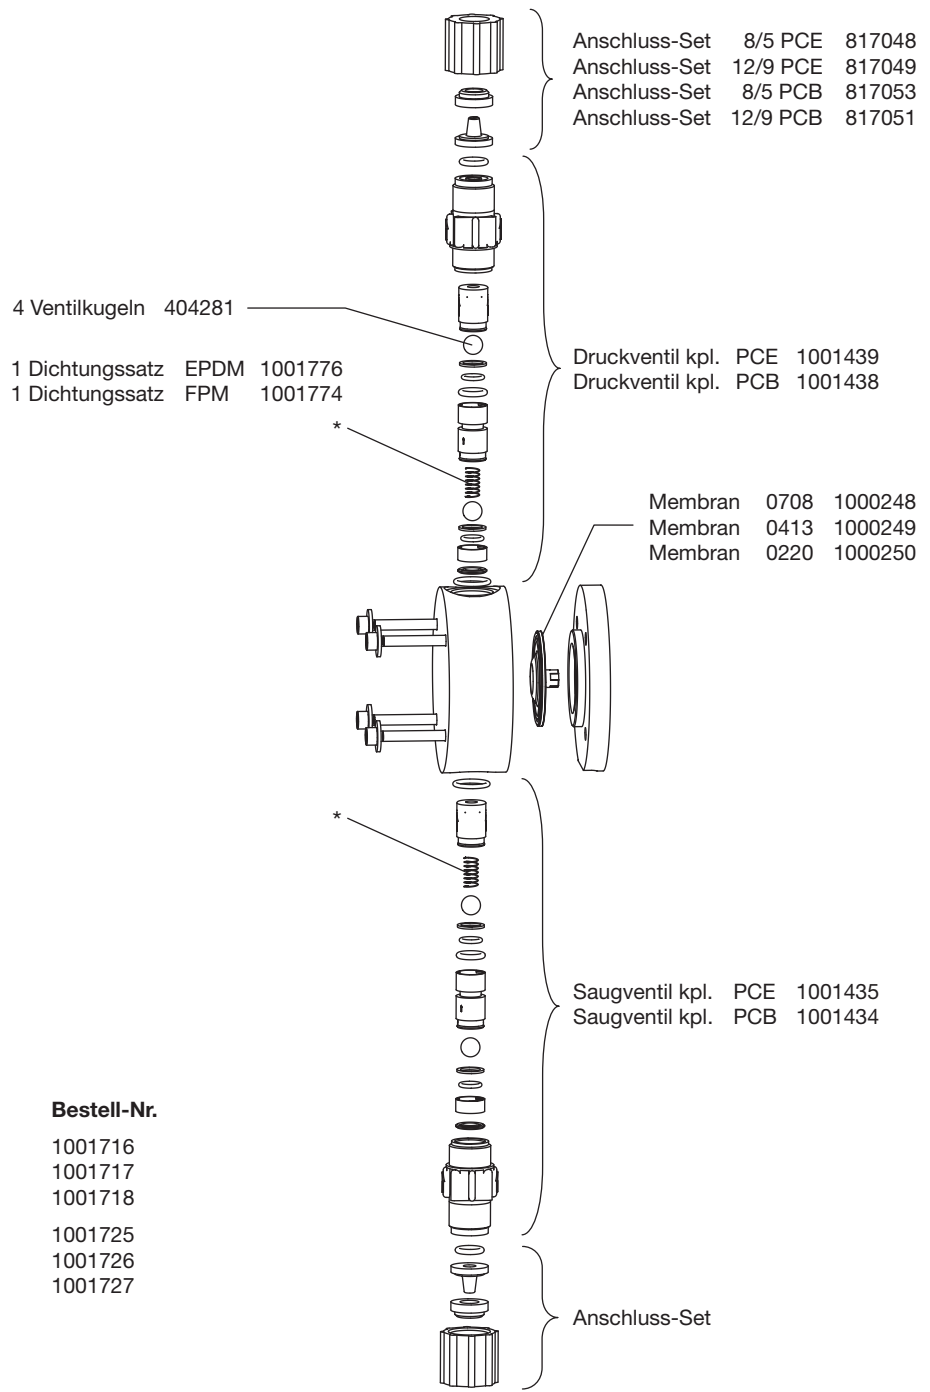 Anschluss-Set 8/5 PCE 817048
Anschluss-Set 12/9 PCE 817049
Anschluss-Set 8/5 PCB 817053
Anschluss-Set 12/9 PCB 817051
4 Ventilkugeln 404281
1 Dichtungssatz EPDM 1001776
1 Dichtungssatz FPM 1001774
*
Druckventil kpl. PCE 1001439
Druckventil kpl. PCB 1001438
Membran 0708 1000248
Membran 0413 1000249
Membran 0220 1000250
*
Saugventil kpl. PCE 1001435
Saugventil kpl. PCB 1001434
Bestell-Nr.
1001716
1001717
1001718
1001725
1001726
1001727
Anschluss-Set